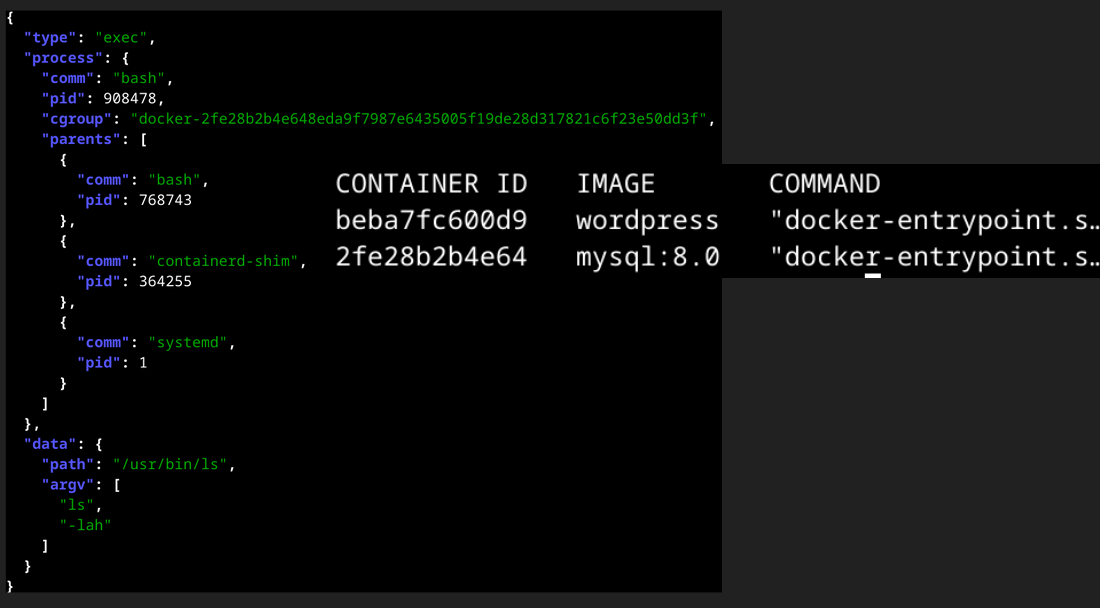 {
"type": "exec",
"process": {
"comm": "bash",
"pid": 908478,
"cgroup": "docker-2fe28b2b4e648eda9f7987e6435005f19de28d317821c6f23e50dd3f",
"parents": [
{
"comm": "bash",
"pid": 768743
},
{
"comm": "containerd-shim",
"pid": 364255
},
{
"comm": "systemd",
"pid": 1
}
]
},
"data": {
"path": "/usr/bin/ls",
"argv": [
"ls",
"-lah"
]
}
}
CONTAINER ID IMAGE COMMAND
beba7fc600d9 wordpress "docker-entrypoint.s…
2fe28b2b4e64 mysql:8.0 "docker-entrypoint.s…